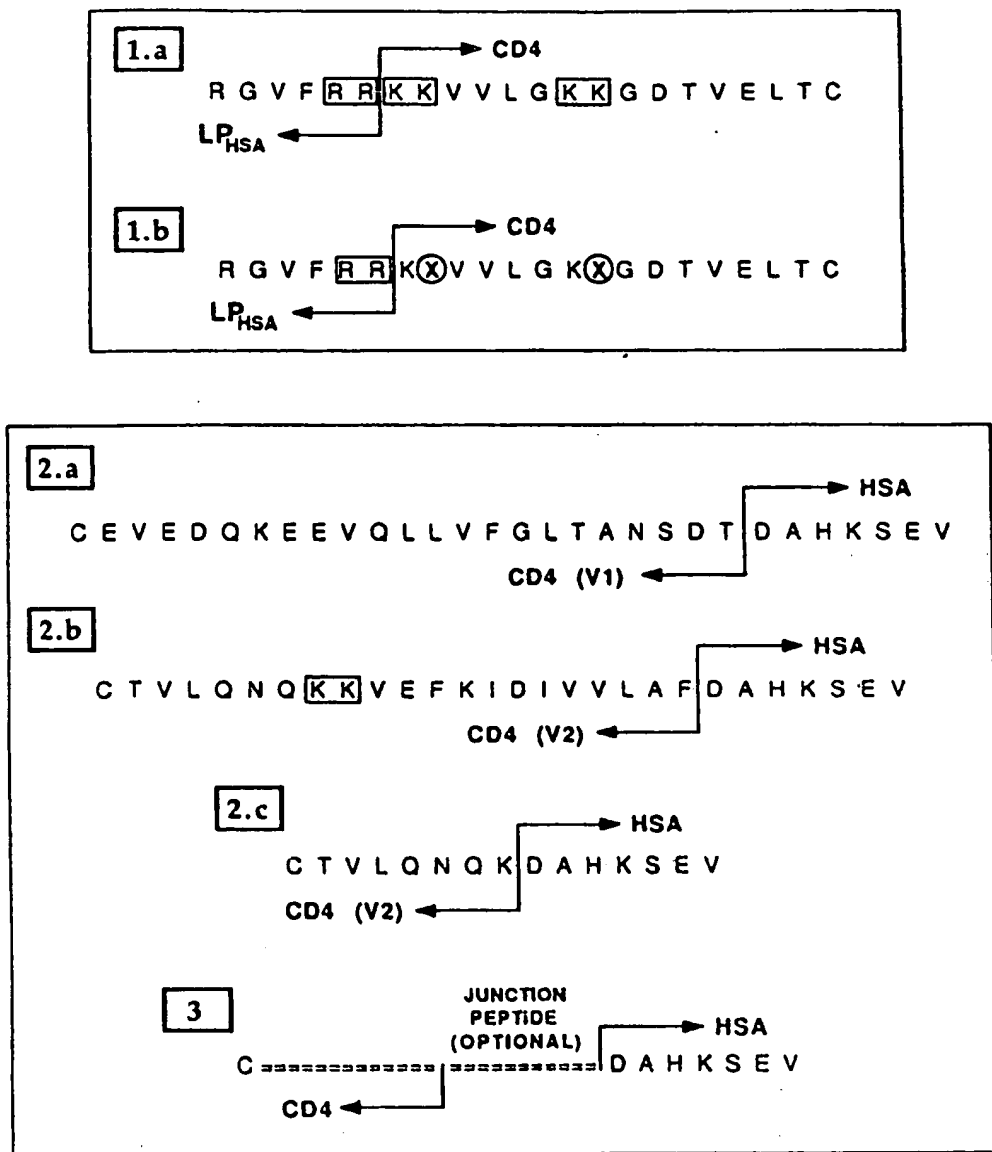 1.a
CD4
R G V F R R K K V V L G K K G D T V E L T C
LPHSA
1.b
CD4
R G V F R R K X V V L G K X G D T V E L T C
LPHSA
2.a
HSA
C E V E D Q K E E V Q L L V F G L T A N S D T D A H K S E V
CD4 (V1)
2.b
HSA
C T V L Q N Q K K V E F K I D I V V L A F D A H K S E V
CD4 (V2)
2.c
HSA
C T V L Q N Q K D A H K S E V
CD4 (V2)
3
JUNCTION
PEPTIDE
(OPTIONAL)
HSA
C ============ ============ D A H K S E V
CD4